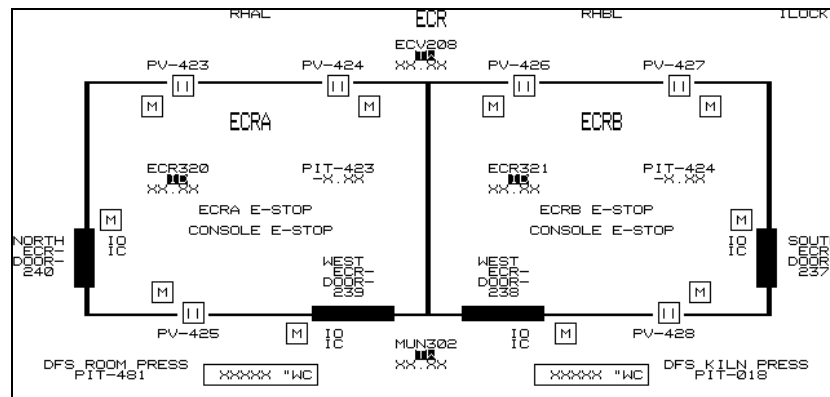 RHAL ECR RHBL ILOCK
ECV208
XX.XX
PV-423 PV-424 PV-426 PV-427
M M M M
ECRA ECRB
ECR320 PIT-423 ECR321 PIT-424
XX.XX -X.XX XX.XX -X.XX
ECRA E-STOP ECRB E-STOP
CONSOLE E-STOP CONSOLE E-STOP
M M
NORTH ECR-DOOR-240
IO
IC
IO
IC
SOUTH ECR DOOR 237
WEST ECR-DOOR-239
WEST ECR-DOOR-238
M M
PV-425 PV-428
M IO IO M
IC IC
MUN302
XX.XX
DFS ROOM PRESS DFS KILN PRESS
PIT-481 XXXXX "WC XXXXX "WC PIT-018